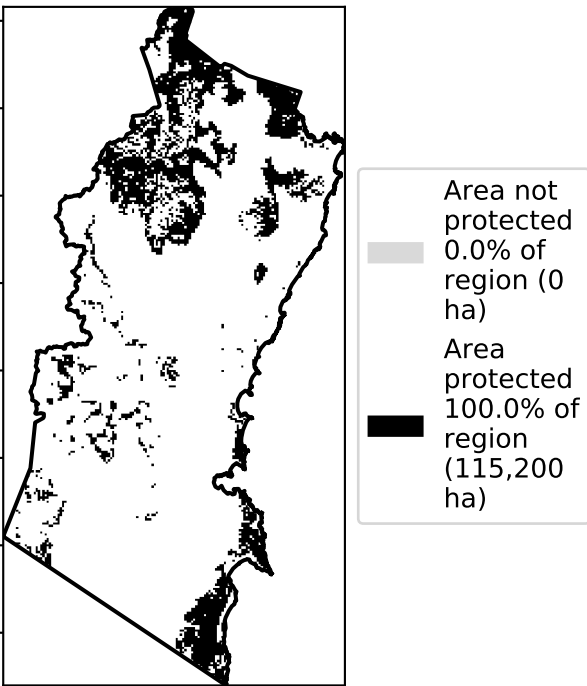 Area not
protected
0.0% of
region (0
ha)
Area
protected
100.0% of
region
(115,200
ha)